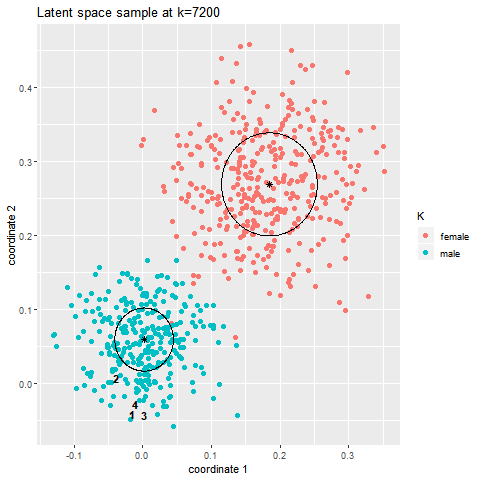 Latent space sample at k=7200
coordinate 2
0.4
0.3
0.2
0.1
0.0
2
4
1 3
-0.1 0.0 0.1 0.2 0.3
coordinate 1
K
female
male